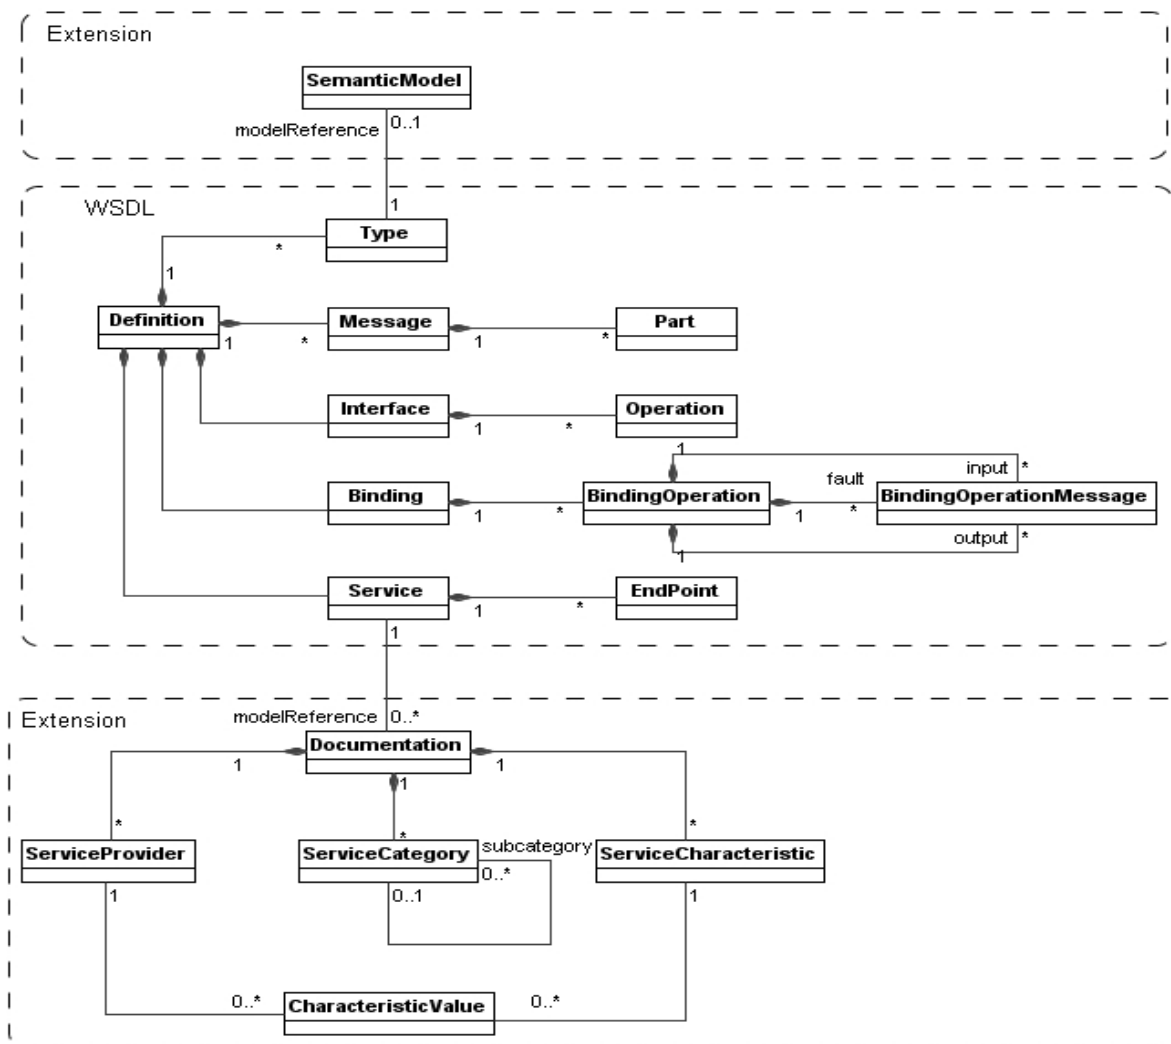 Extension
SemanticModel
0..1
modelReference
1
WSDL
Type
*
1
Definition
1
*
Message
1
*
Part
Interface
1
*
Operation
1
input *
fault
Binding
1
*
BindingOperation
1
*
BindingOperationMessage
output *
1
Service
1
*
EndPoint
1
Extension
modelReference 0..*
Documentation
1
1
1
*
*
*
subcategory
ServiceProvider
ServiceCategory
0..*
ServiceCharacteristic
1
0..1
1
0..*
CharacteristicValue
0..*